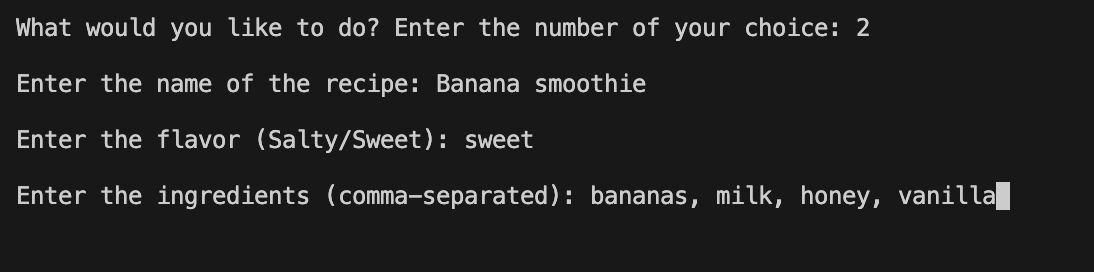 What would you like to do? Enter the number of your choice: 2
Enter the name of the recipe: Banana smoothie
Enter the flavor (Salty/Sweet): sweet
Enter the ingredients (comma-separated): bananas, milk, honey, vanilla